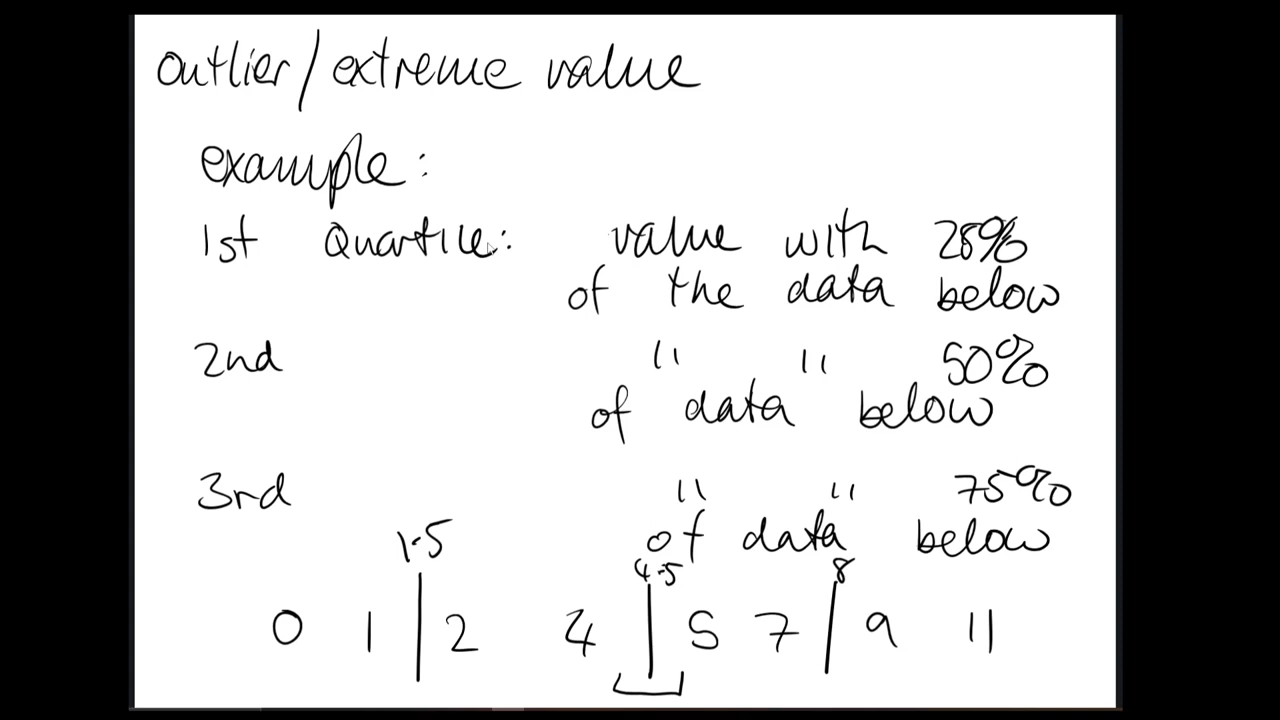 outlier/extreme value
example:
1st Quartile: value with 25%
of the data below
2nd " " 50%
of data below
3rd " " 75%
of data below
1.5 4.5 8
0 1 | 2 4 | 5 7 | 9 11